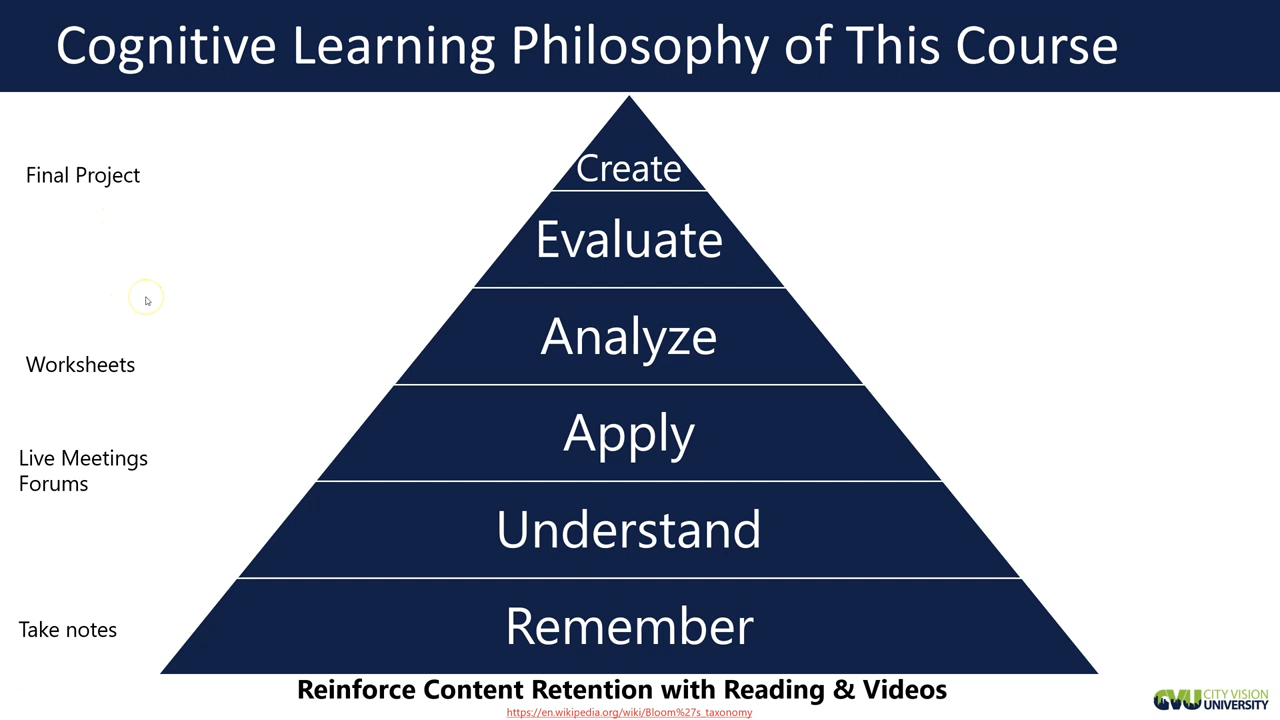 Cognitive Learning Philosophy of This Course
Final Project
Create
Evaluate
Analyze
Worksheets
Apply
Live Meetings
Forums
Understand
Take notes
Remember
Reinforce Content Retention with Reading & Videos
https://en.wikipedia.org/wiki/Bloom%27s_taxonomy
CVU CITY VISION
UNIVERSITY